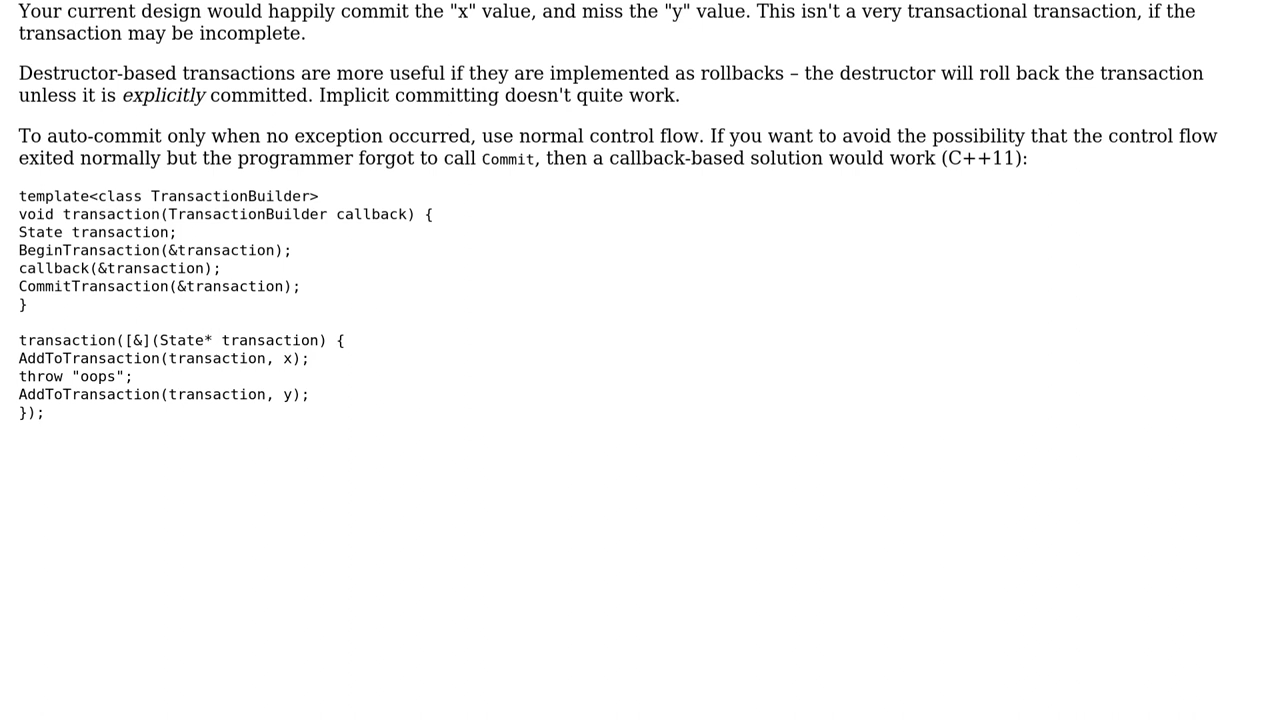 Your current design would happily commit the "x" value, and miss the "y" value. This isn't a very transactional transaction, if the
transaction may be incomplete.
Destructor-based transactions are more useful if they are implemented as rollbacks – the destructor will roll back the transaction
unless it is explicitly committed. Implicit committing doesn't quite work.
To auto-commit only when no exception occurred, use normal control flow. If you want to avoid the possibility that the control flow
exited normally but the programmer forgot to call Commit, then a callback-based solution would work (C++11):
template<class TransactionBuilder>
void transaction(TransactionBuilder callback) {
State transaction;
BeginTransaction(&transaction);
callback(&transaction);
CommitTransaction(&transaction);
}
transaction([&](State* transaction) {
AddToTransaction(transaction, x);
throw "oops";
AddToTransaction(transaction, y);
});